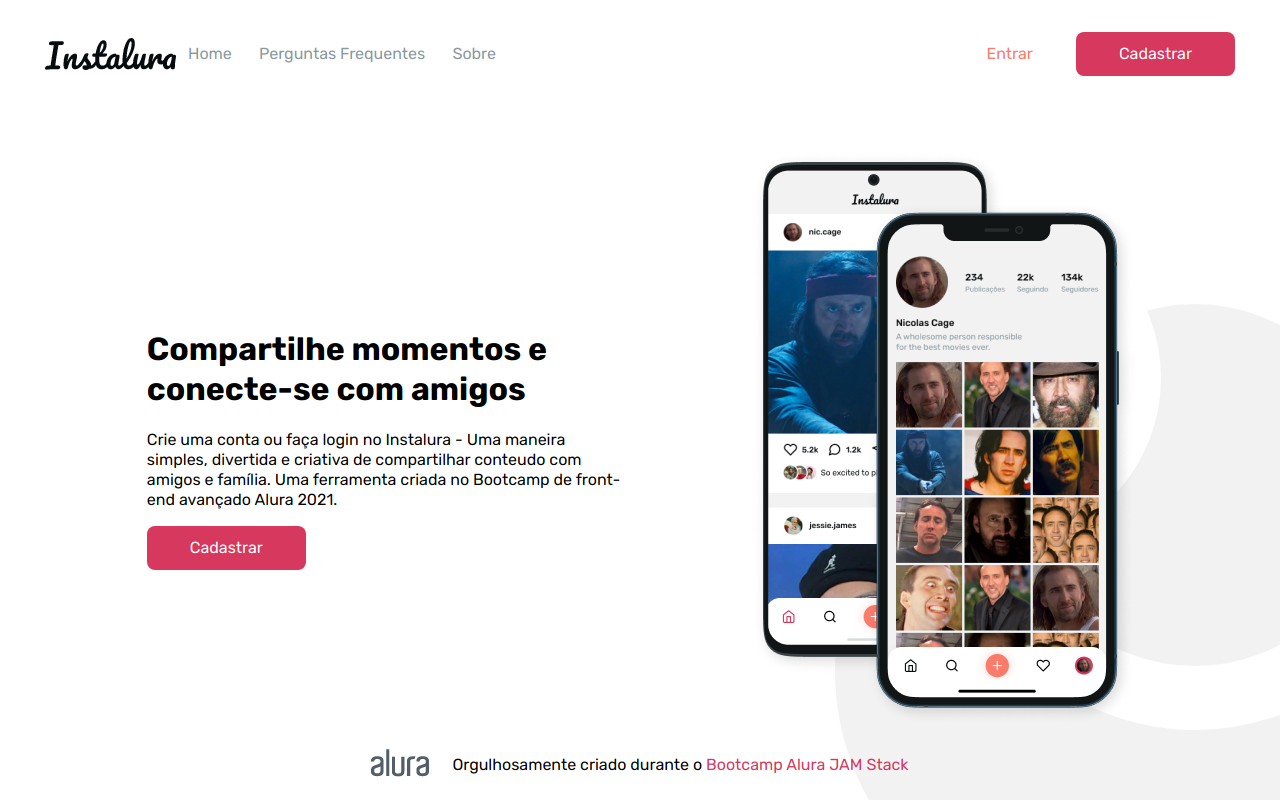 Instalura Home Perguntas Frequentes Sobre Entrar Cadastrar
Compartilhe momentos e
conecte-se com amigos
Crie uma conta ou faça login no Instalura - Uma maneira
simples, divertida e criativa de compartilhar conteudo com
amigos e família. Uma ferramenta criada no Bootcamp de front-
end avançado Alura 2021.
Cadastrar
Instalura
nic.cage
5.2k 1.2k
So excited to p
jessie.james
234 22k 134k
Publicações Seguindo Seguidores
Nicolas Cage
A wholesome person responsible
for the best movies ever.
alura Orgulhosamente criado durante o Bootcamp Alura JAM Stack